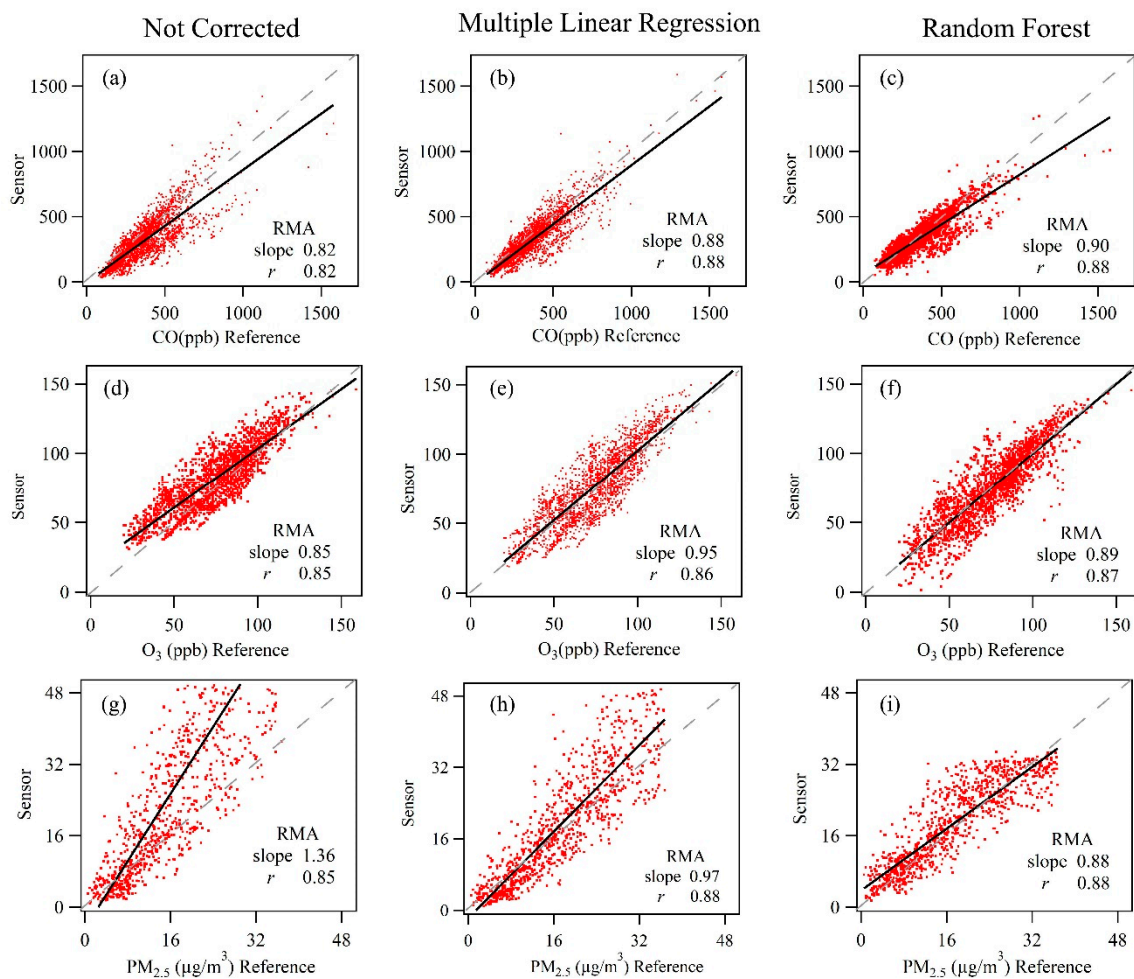 Not Corrected
Multiple Linear Regression
Random Forest
(a)
1500
1000
500
0
Sensor
RMA
slope 0.82
r 0.82
0 500 1000 1500
CO(ppb) Reference
(b)
1500
1000
500
0
Sensor
RMA
slope 0.88
r 0.88
0 500 1000 1500
CO(ppb) Reference
(c)
1500
1000
500
0
Sensor
RMA
slope 0.90
r 0.88
0 500 1000 1500
CO (ppb) Reference
(d)
150
100
50
0
Sensor
RMA
slope 0.85
r 0.85
0 50 100 150
O3 (ppb) Reference
(e)
150
100
50
0
Sensor
RMA
slope 0.95
r 0.86
0 50 100 150
O3(ppb) Reference
(f)
150
100
50
0
Sensor
RMA
slope 0.89
r 0.87
0 50 100 150
O3 (ppb) Reference
(g)
48
32
16
0
Sensor
RMA
slope 1.36
r 0.85
0 16 32 48
PM2.5 (μg/m3) Reference
(h)
48
32
16
0
Sensor
RMA
slope 0.97
r 0.88
0 16 32 48
PM2.5 (μg/m3) Reference
(i)
48
32
16
0
Sensor
RMA
slope 0.88
r 0.88
0 16 32 48
PM2.5 (μg/m3) Reference